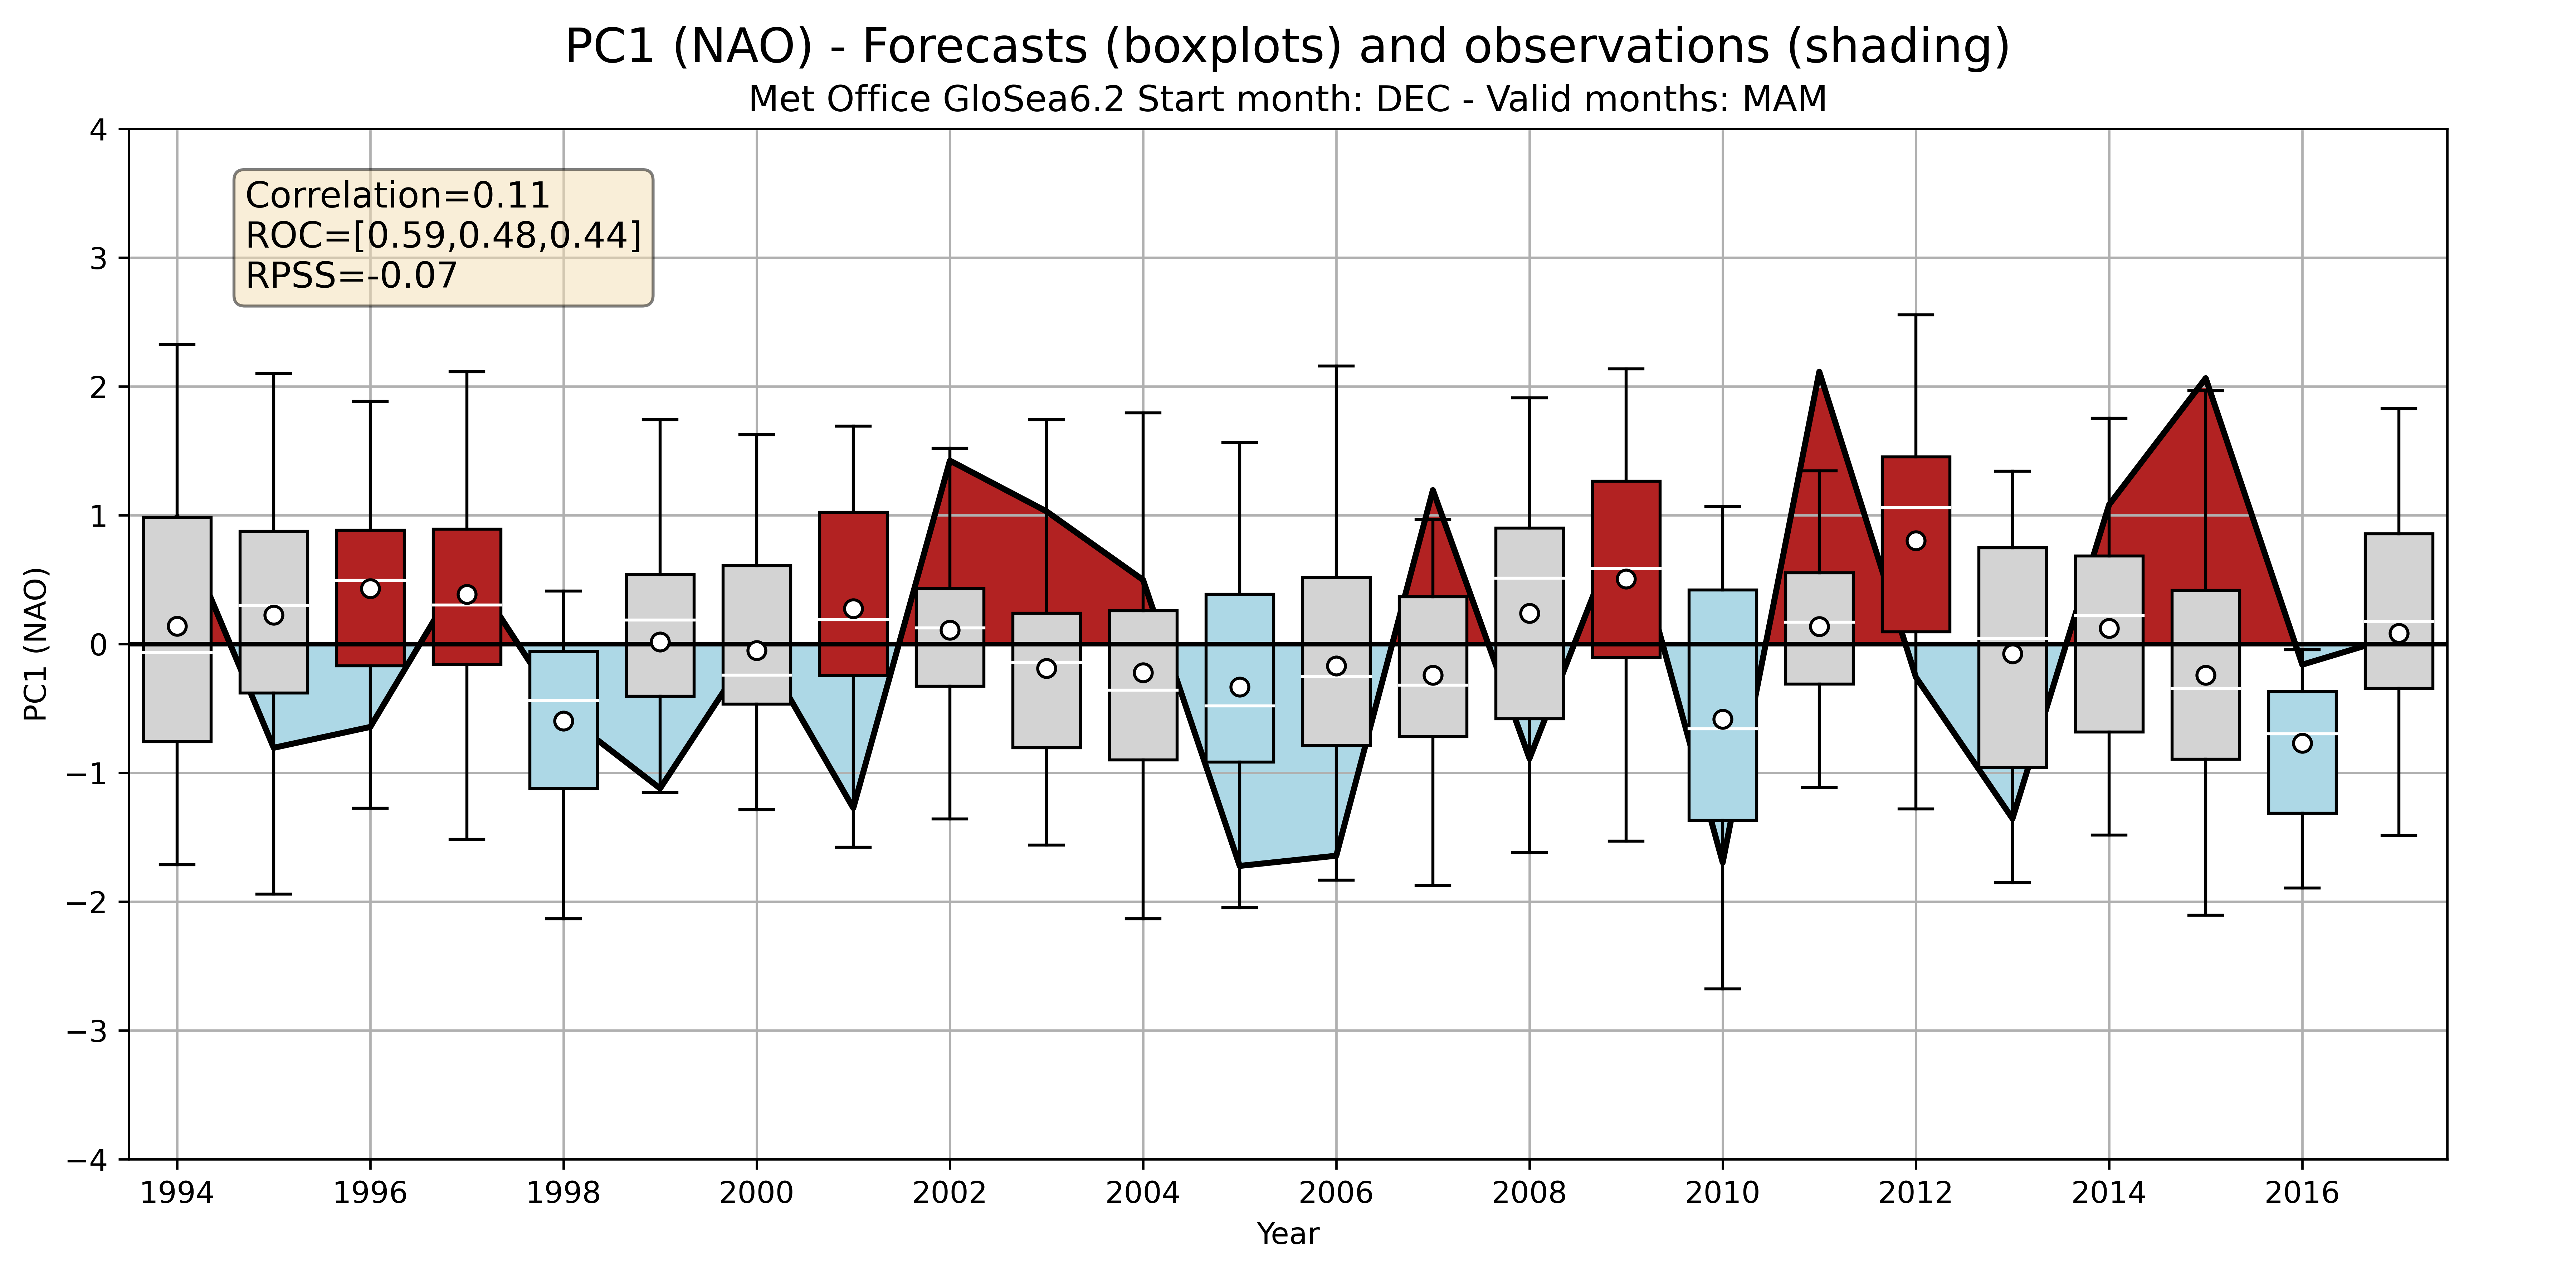 PC1 (NAO) - Forecasts (boxplots) and observations (shading)
Met Office GloSea6.2 Start month: DEC - Valid months: MAM
Correlation=0.11
ROC=[0.59,0.48,0.44]
RPSS=-0.07
PC1 (NAO)
4
3
2
1
0
−1
−2
−3
−4
1994 1996 1998 2000 2002 2004 2006 2008 2010 2012 2014 2016
Year